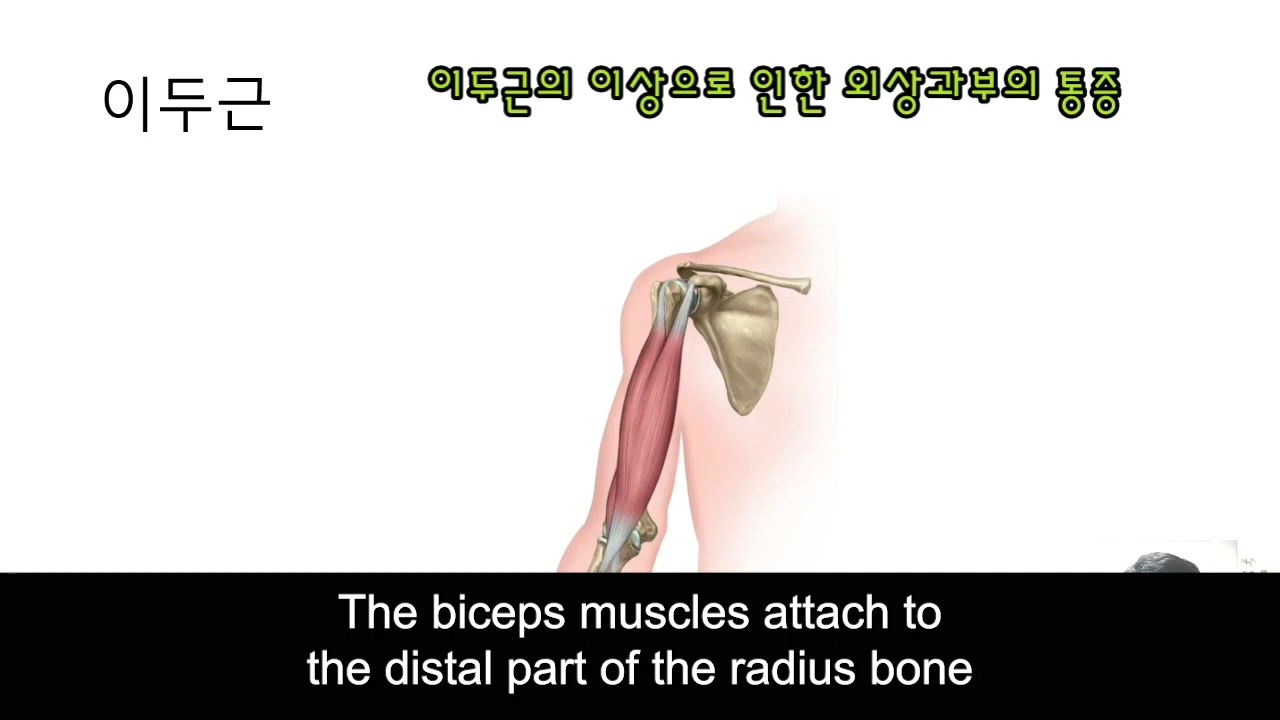 이두근
이두근의 이상으로 인한 외상과부의 통증
The biceps muscles attach to
the distal part of the radius bone